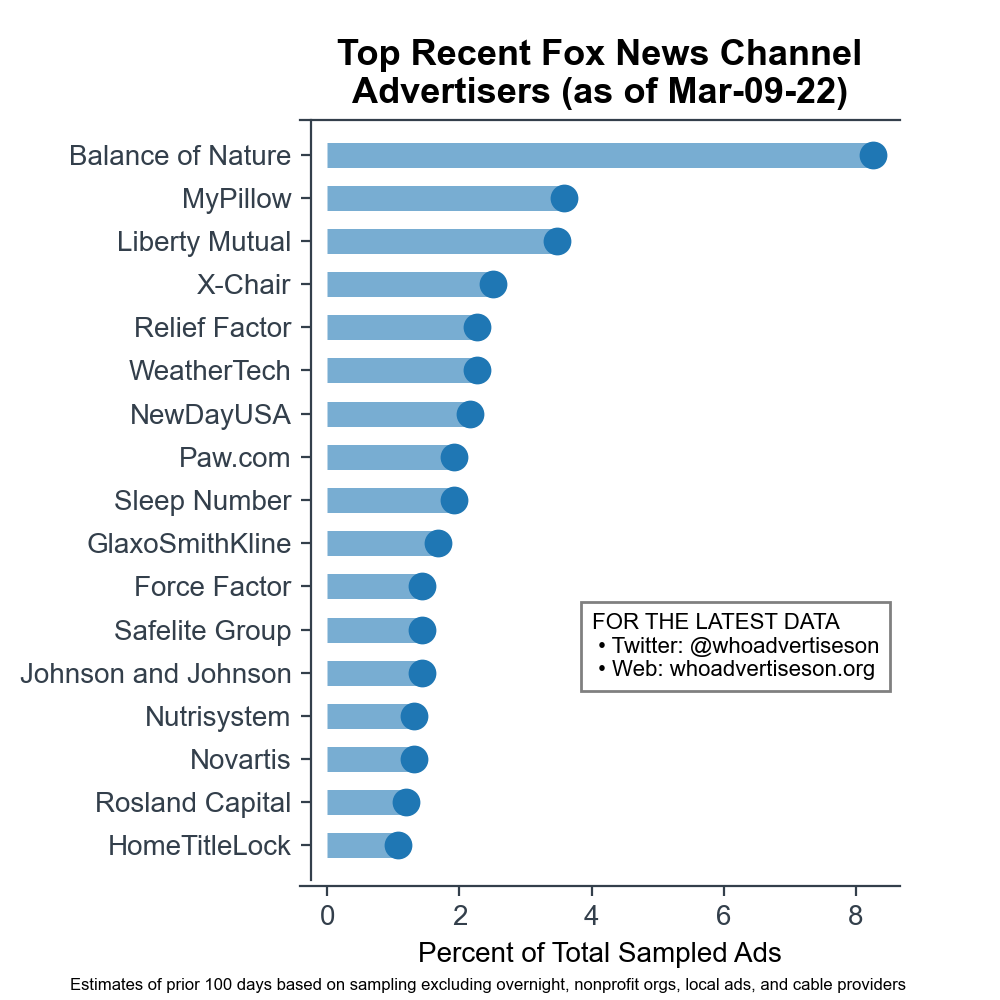 Top Recent Fox News Channel
Advertisers (as of Mar-09-22)
Balance of Nature
MyPillow
Liberty Mutual
X-Chair
Relief Factor
WeatherTech
NewDayUSA
Paw.com
Sleep Number
GlaxoSmithKline
Force Factor
Safelite Group
Johnson and Johnson
Nutrisystem
Novartis
Rosland Capital
HomeTitleLock
FOR THE LATEST DATA
• Twitter: @whoadvertiseson
• Web: whoadvertiseson.org
0 2 4 6 8
Percent of Total Sampled Ads
Estimates of prior 100 days based on sampling excluding overnight, nonprofit orgs, local ads, and cable providers